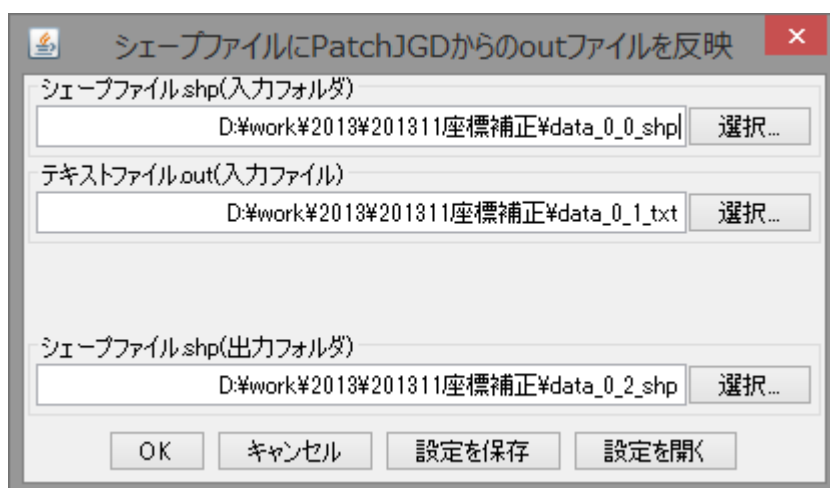 シェープファイルにPatchJGDからのoutファイルを反映
シェープファイル.shp(入力フォルダ)
D:¥work¥2013¥201311座標補正¥data_0_0_shp 選択...
テキストファイル.out(入力ファイル)
D:¥work¥2013¥201311座標補正¥data_0_1_txt 選択...
シェープファイル.shp(出力フォルダ)
D:¥work¥2013¥201311座標補正¥data_0_2_shp 選択...
OK キャンセル 設定を保存 設定を開く